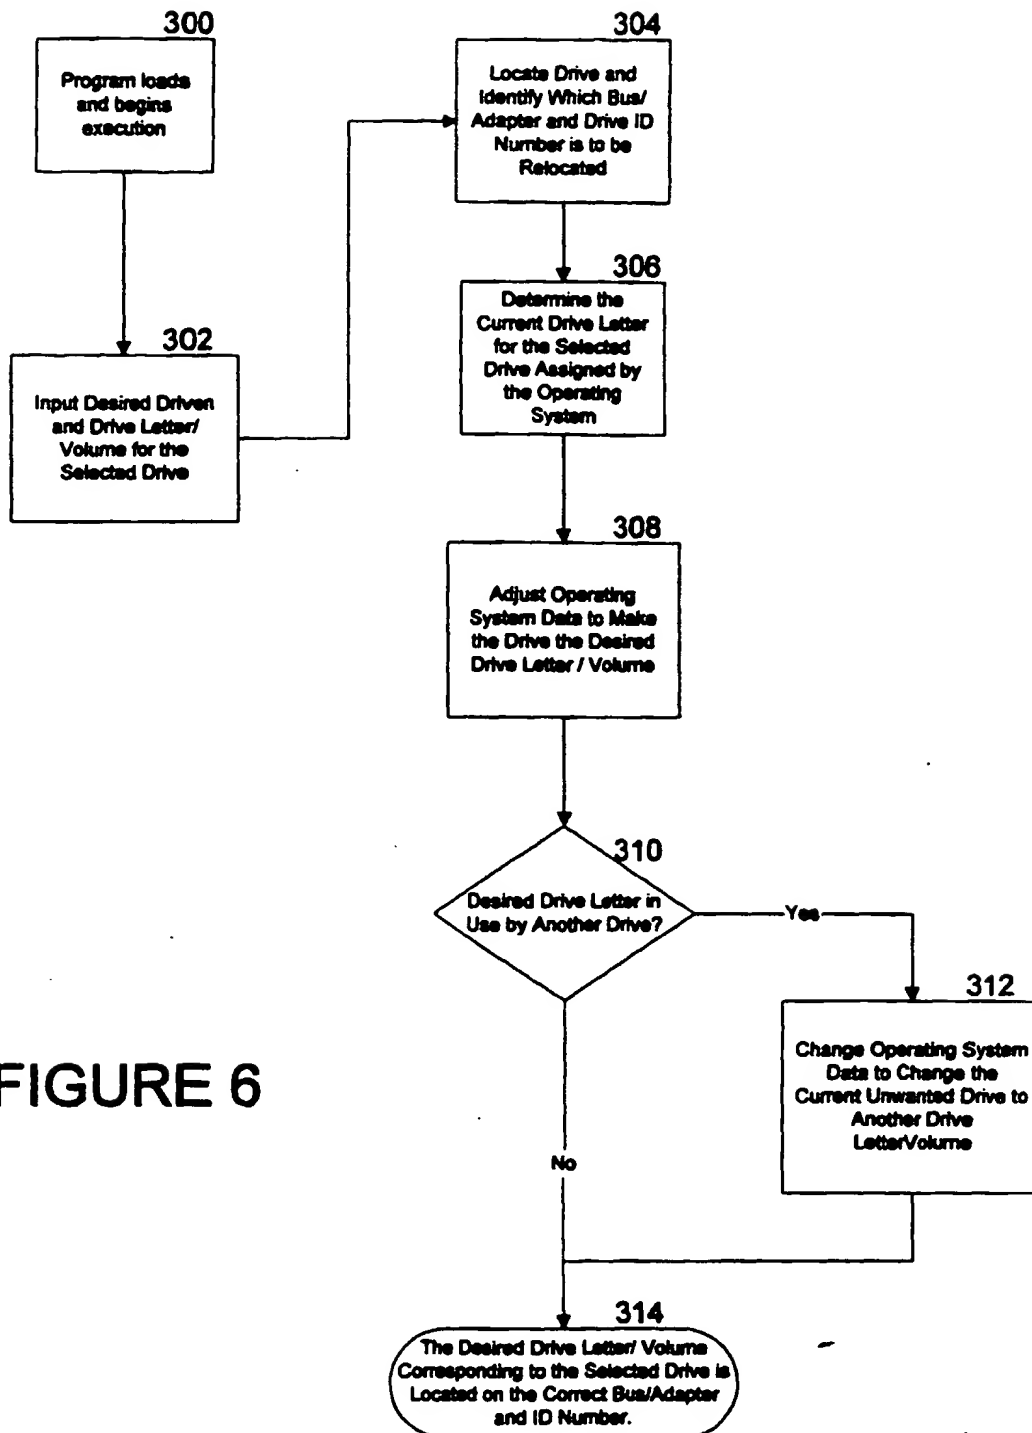 300
Program loads
and begins
execution
302
Input Desired Driven
and Drive Letter/
Volume for the
Selected Drive
304
Locate Drive and
Identify Which Bus/
Adapter and Drive ID
Number is to be
Relocated
306
Determine the
Current Drive Letter
for the Selected
Drive Assigned by
the Operating
System
308
Adjust Operating
System Data to Make
the Drive the Desired
Drive Letter / Volume
310
Desired Drive Letter in
Use by Another Drive?
Yes
312
Change Operating System
Data to Change the
Current Unwanted Drive to
Another Drive
LetterVolume
No
314
The Desired Drive Letter/ Volume
Corresponding to the Selected Drive is
Located on the Correct Bus/Adapter
and ID Number.
FIGURE 6